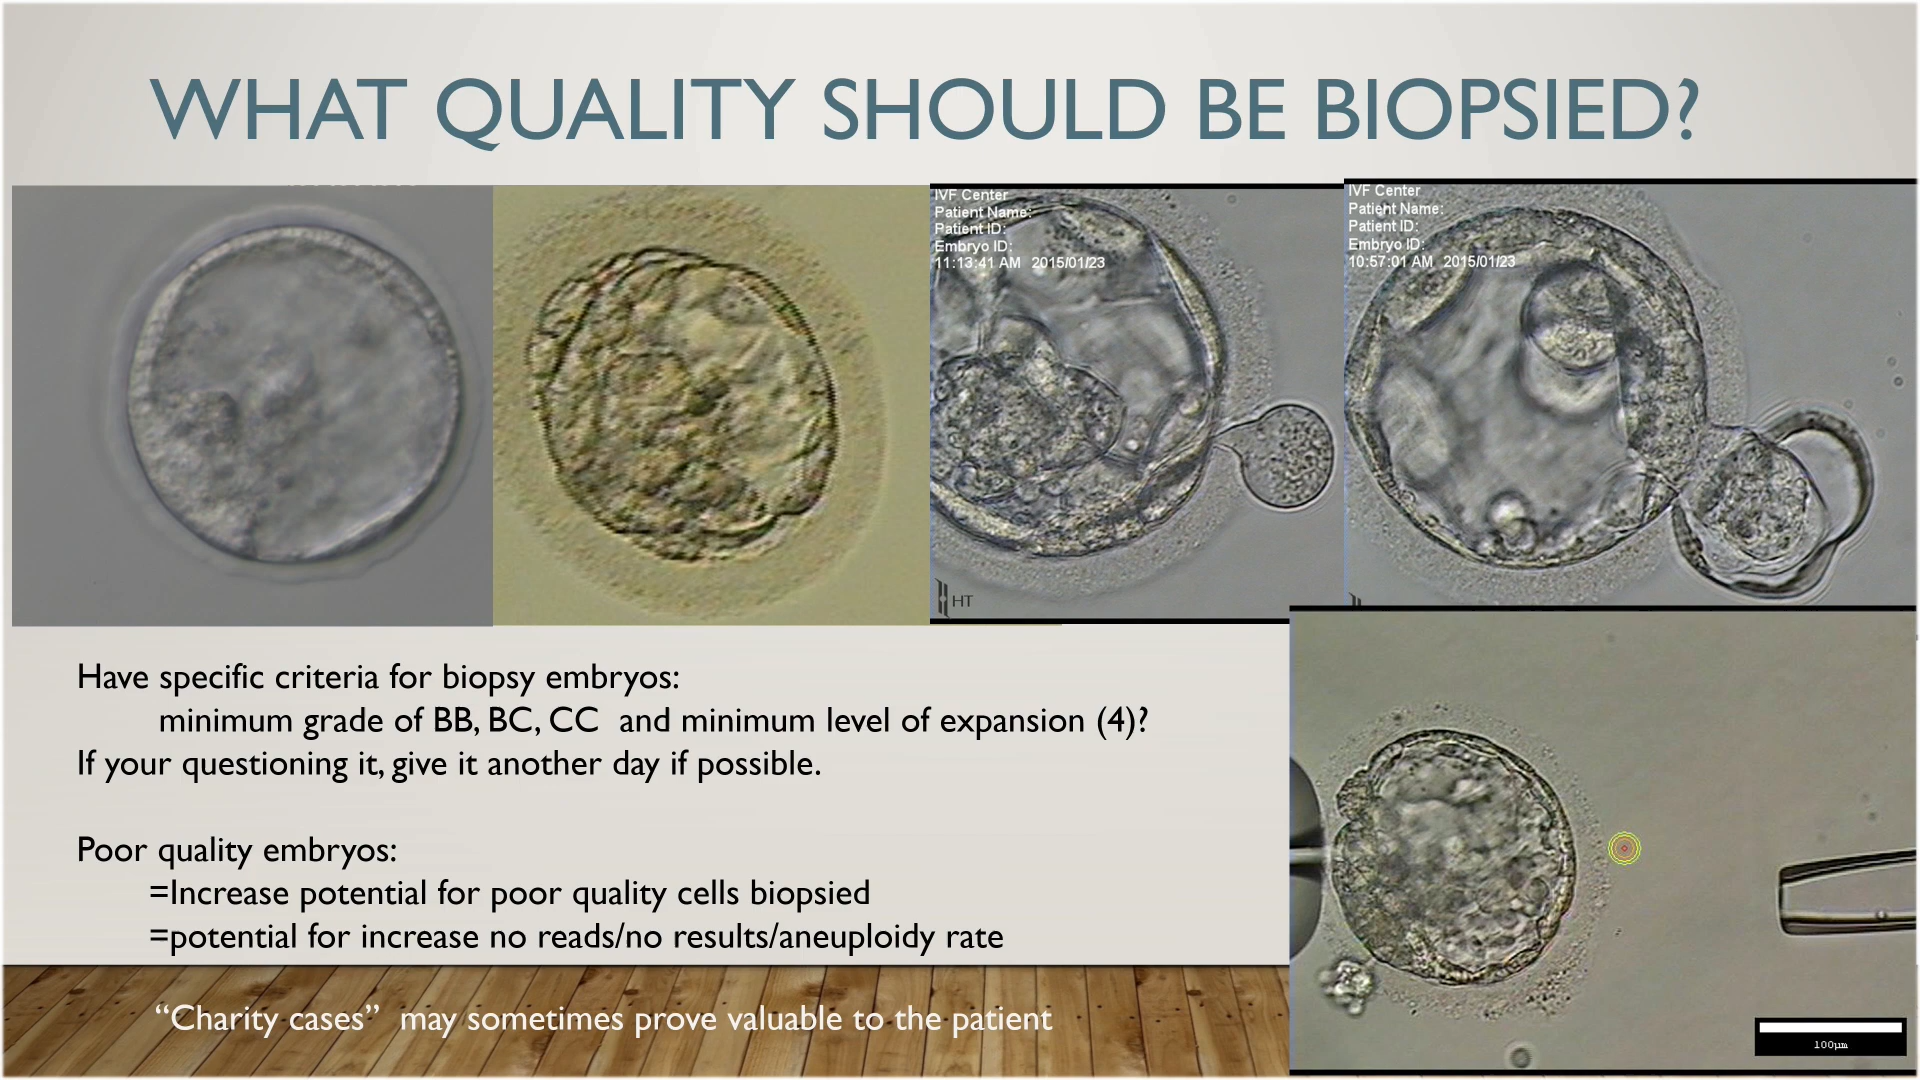 WHAT QUALITY SHOULD BE BIOPSIED?
IVF Center
Patient Name:
Patient ID:
Embryo ID:
11:13:41 AM 2015/01/23
HT
IVF Center
Patient Name:
Patient ID:
Embryo ID:
10:57:01 AM 2015/01/23
Have specific criteria for biopsy embryos:
minimum grade of BB, BC, CC and minimum level of expansion (4)?
If your questioning it, give it another day if possible.
Poor quality embryos:
=Increase potential for poor quality cells biopsied
=potential for increase no reads/no results/aneuploidy rate
“Charity cases” may sometimes prove valuable to the patient
100µm